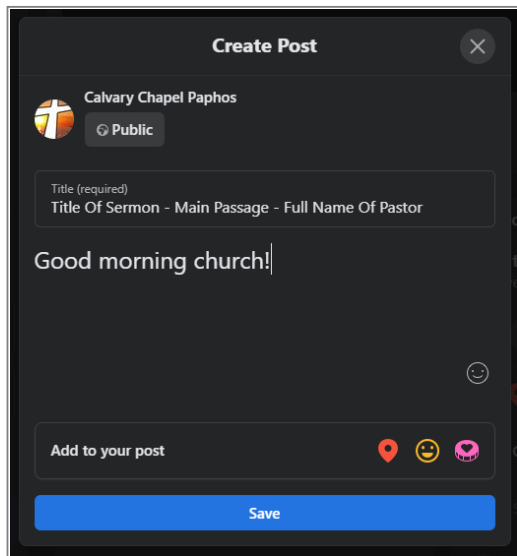 Create Post
Calvary Chapel Paphos
Public
Title (required)
Title Of Sermon - Main Passage - Full Name Of Pastor
Good morning church!
Add to your post
Save